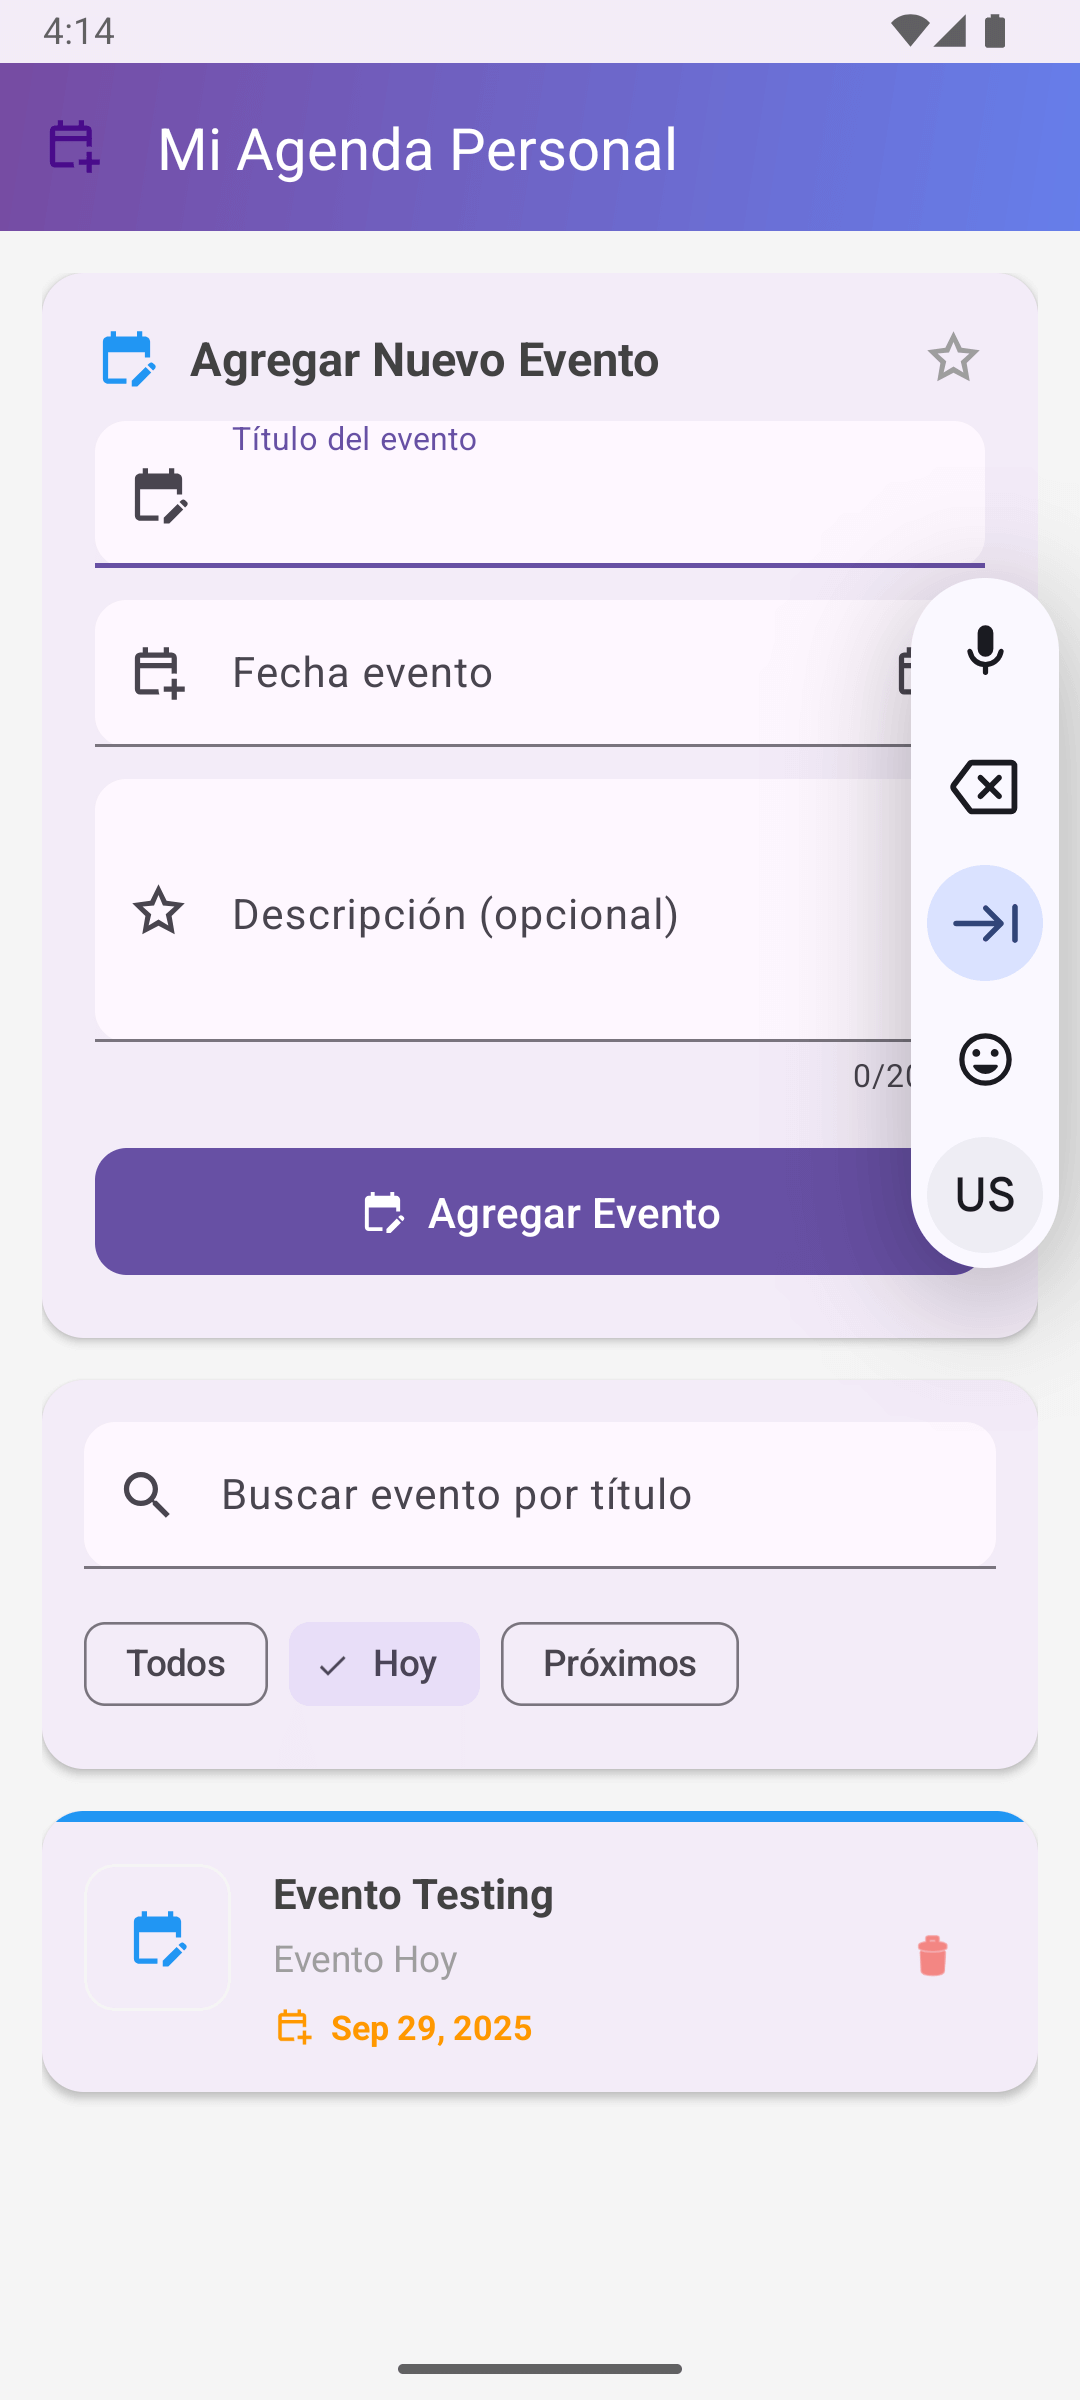 4:14
Mi Agenda Personal
Agregar Nuevo Evento
Título del evento
Fecha evento
Descripción (opcional)
0/20
Agregar Evento
US
Buscar evento por título
Todos
Hoy
Próximos
Evento Testing
Evento Hoy
Sep 29, 2025